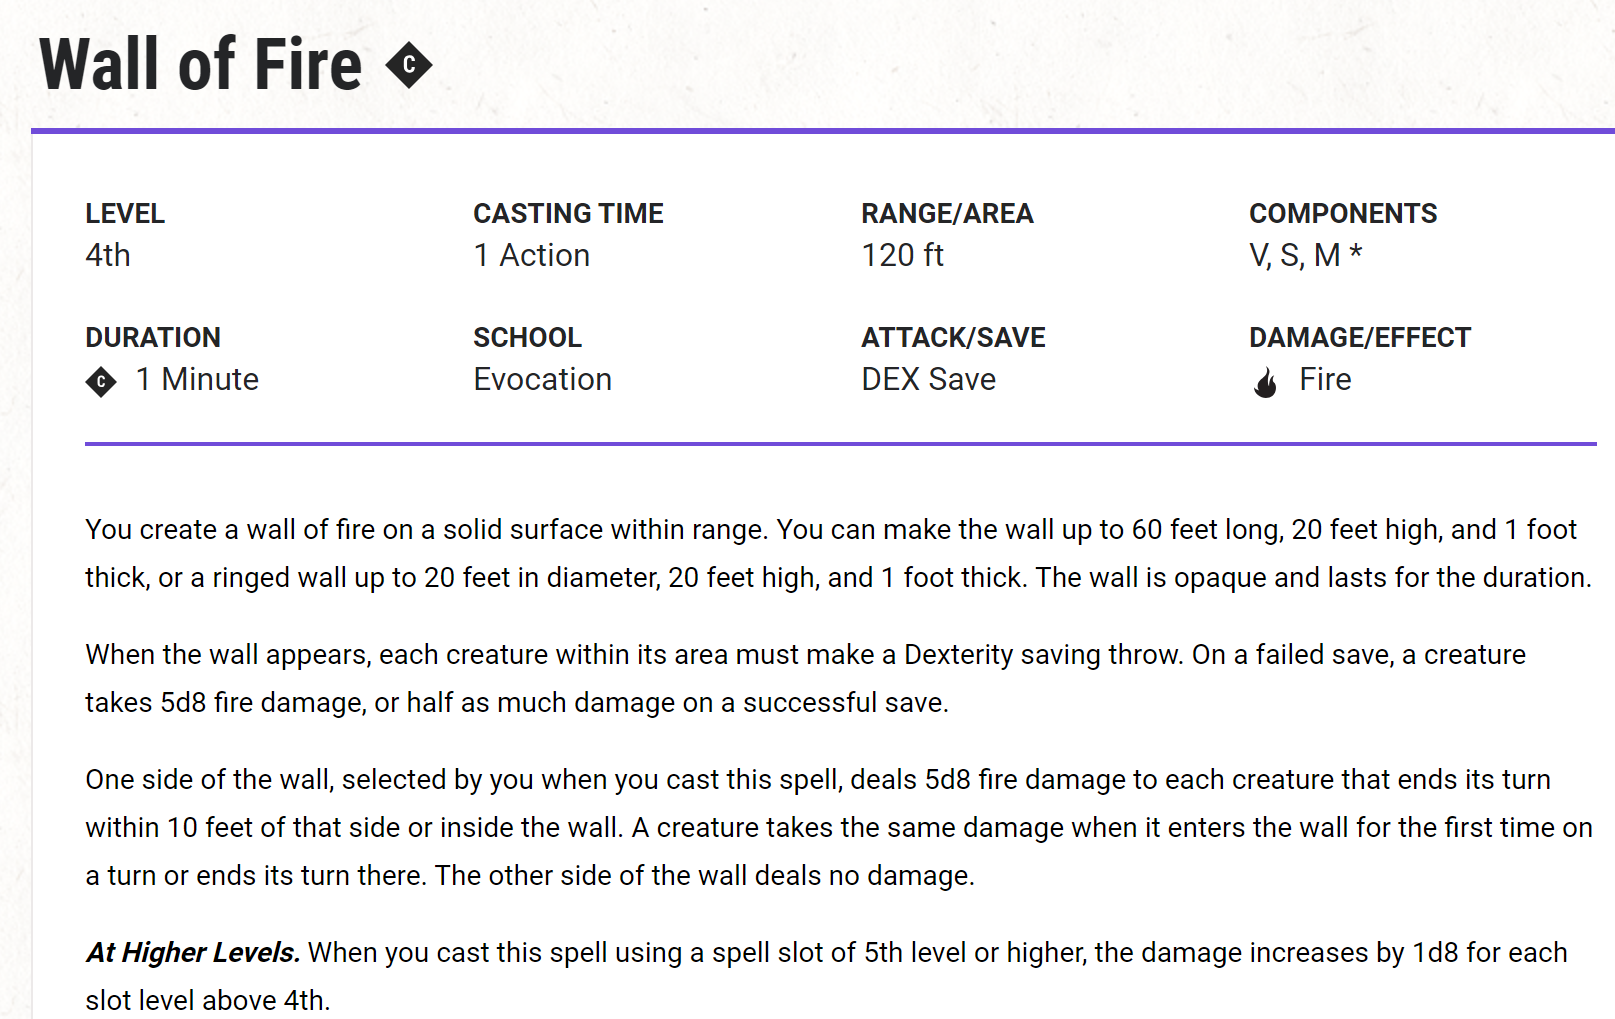 Wall of Fire C
LEVEL
4th
CASTING TIME
1 Action
RANGE/AREA
120 ft
COMPONENTS
V, S, M *
DURATION
C 1 Minute
SCHOOL
Evocation
ATTACK/SAVE
DEX Save
DAMAGE/EFFECT
Fire
You create a wall of fire on a solid surface within range. You can make the wall up to 60 feet long, 20 feet high, and 1 foot
thick, or a ringed wall up to 20 feet in diameter, 20 feet high, and 1 foot thick. The wall is opaque and lasts for the duration.
When the wall appears, each creature within its area must make a Dexterity saving throw. On a failed save, a creature
takes 5d8 fire damage, or half as much damage on a successful save.
One side of the wall, selected by you when you cast this spell, deals 5d8 fire damage to each creature that ends its turn
within 10 feet of that side or inside the wall. A creature takes the same damage when it enters the wall for the first time on
a turn or ends its turn there. The other side of the wall deals no damage.
At Higher Levels. When you cast this spell using a spell slot of 5th level or higher, the damage increases by 1d8 for each
slot level above 4th.